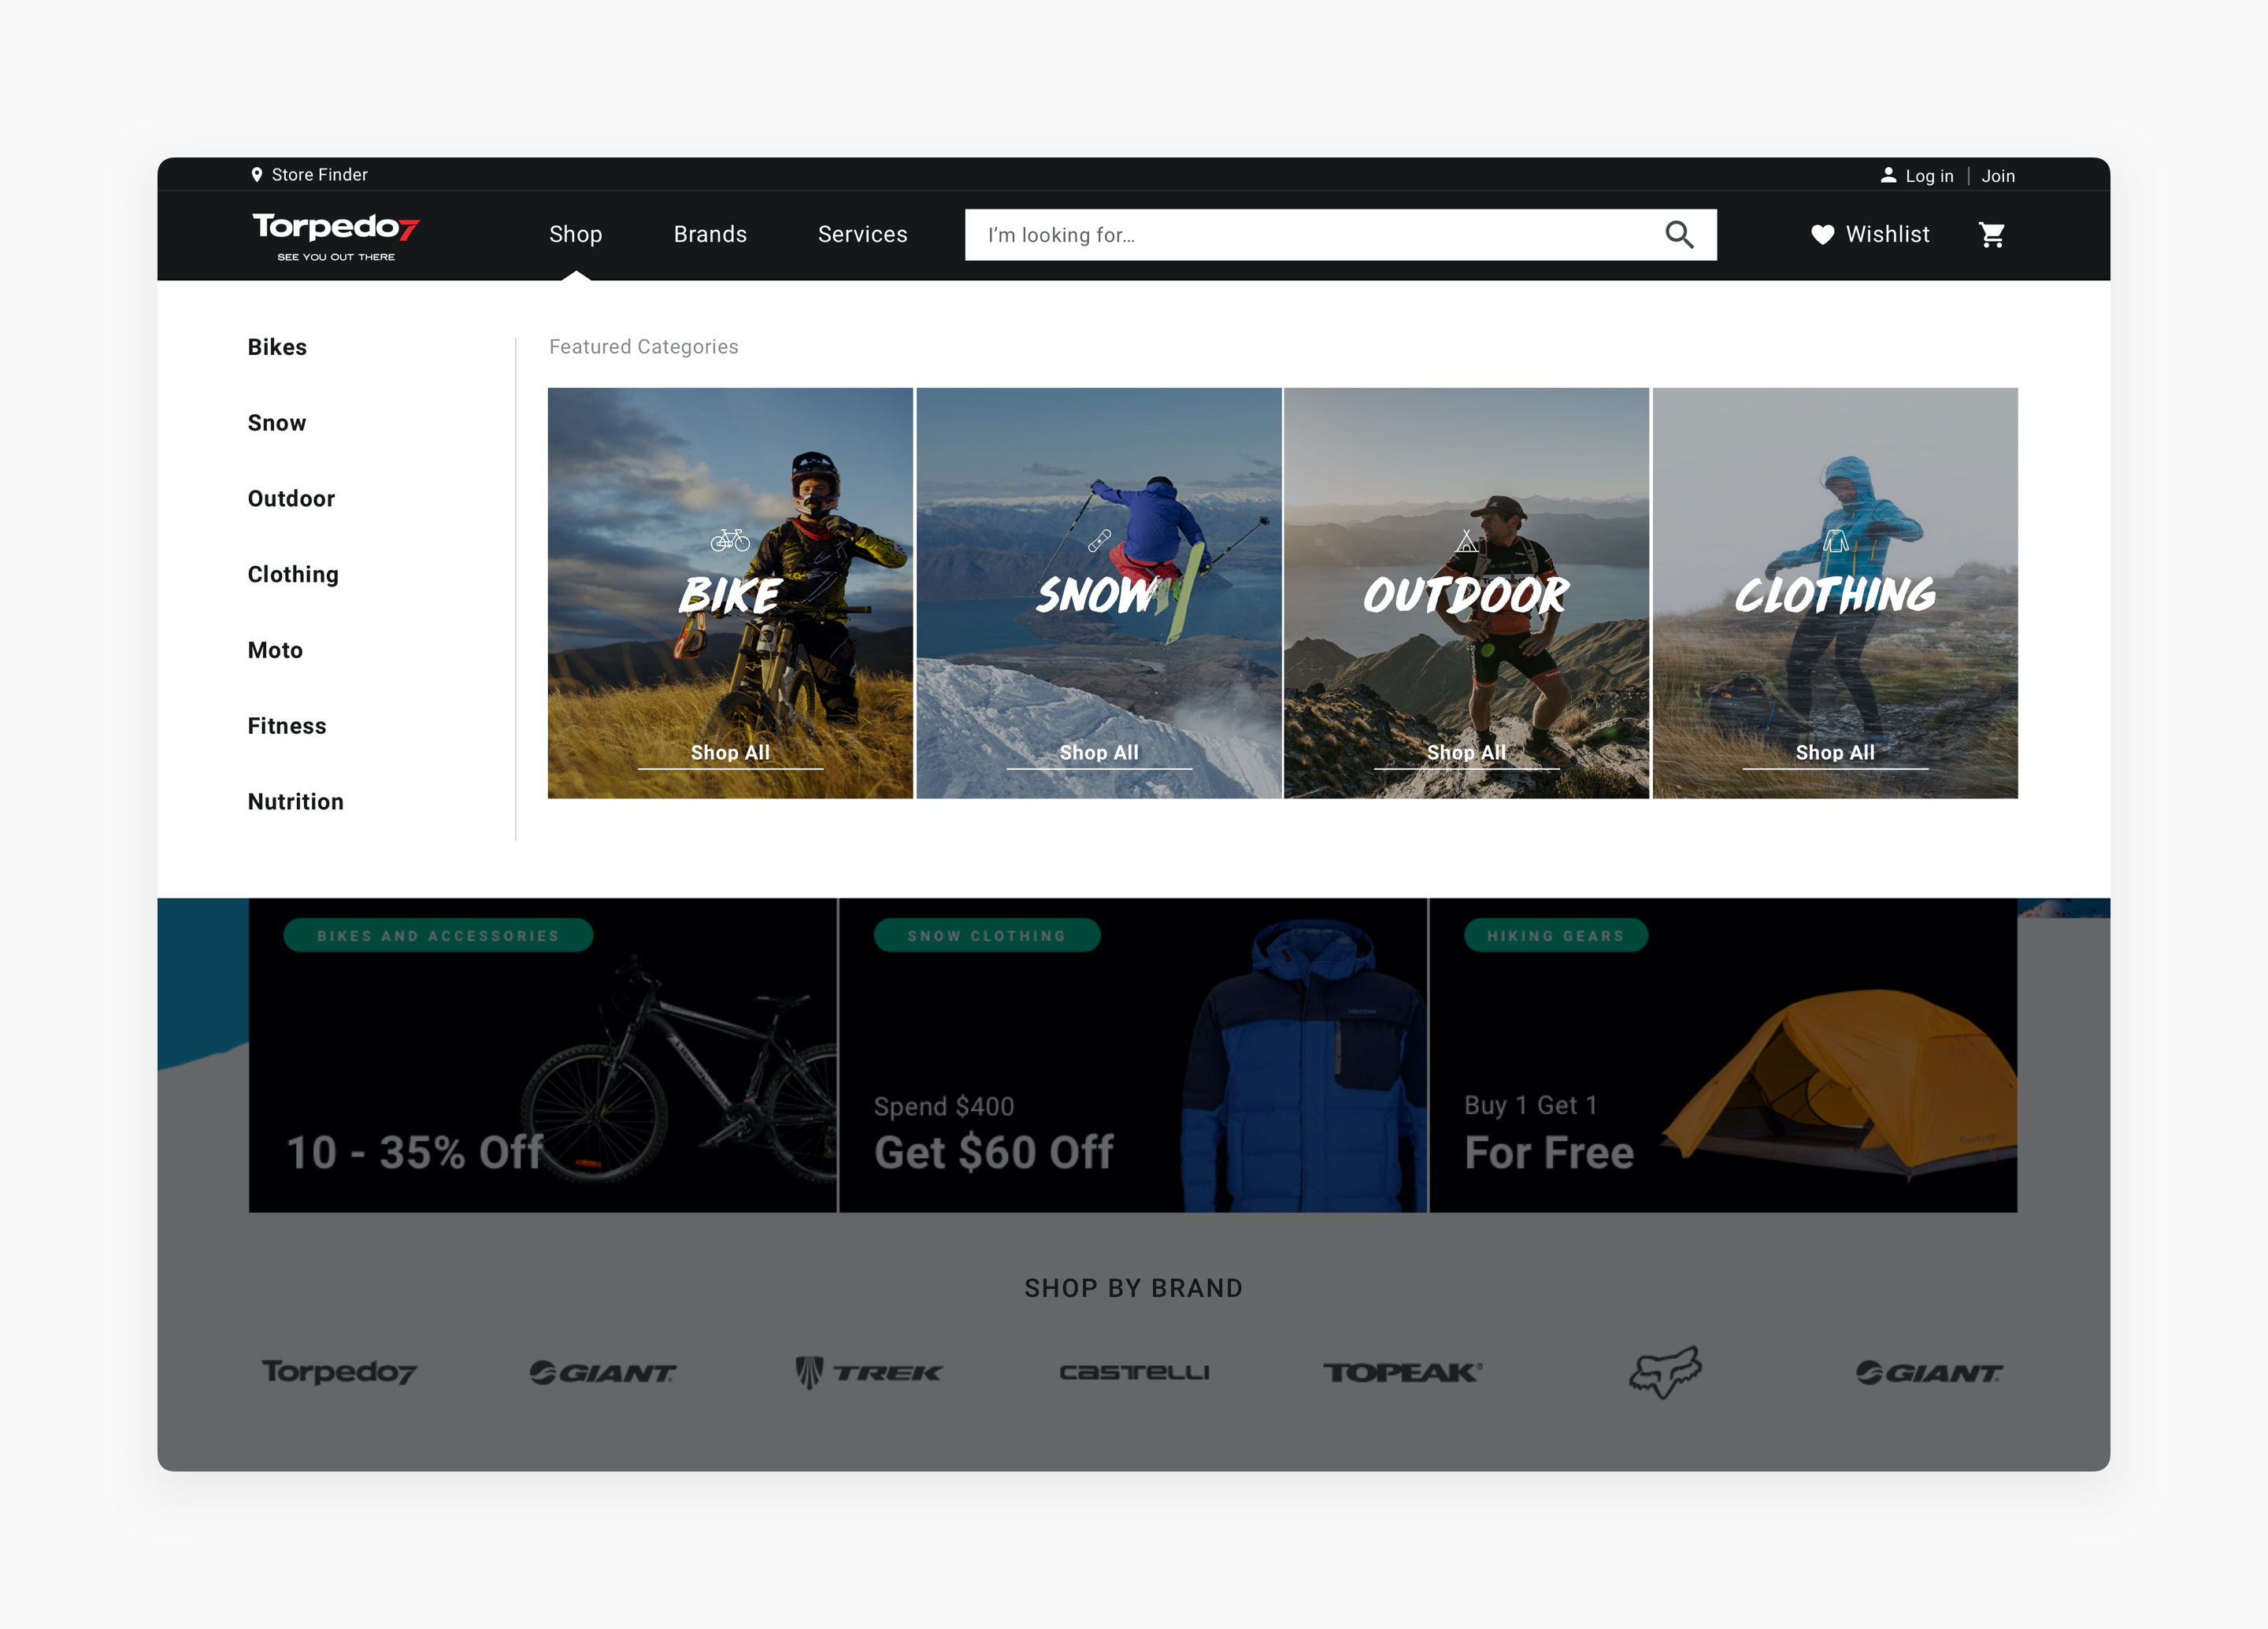 Store Finder
Log in | Join
Torpedo7
SEE YOU OUT THERE
Shop
Brands
Services
I'm looking for...
Wishlist
Bikes
Snow
Outdoor
Clothing
Moto
Fitness
Nutrition
Featured Categories
BIKE
Shop All
SNOW
Shop All
OUTDOOR
Shop All
CLOTHING
Shop All
BIKES AND ACCESSORIES
10 - 35% Off
SNOW CLOTHING
Spend $400
Get $60 Off
Marmot
HIKING GEARS
Buy 1 Get 1
For Free
SHOP BY BRAND
Torpedo7
GIANT
TREK
castelli
TOPEAK®
GIANT